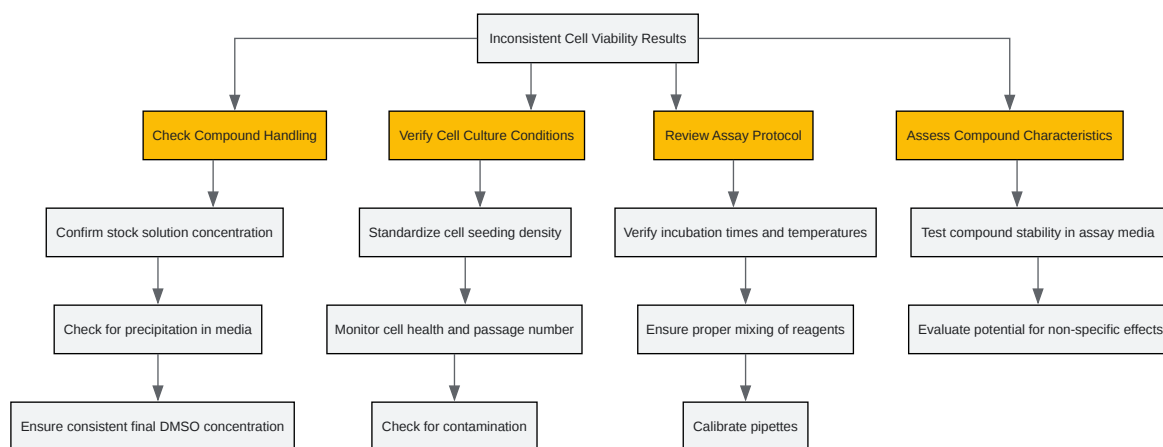 Inconsistent Cell Viability Results
Check Compound Handling
Verify Cell Culture Conditions
Review Assay Protocol
Assess Compound Characteristics
Confirm stock solution concentration
Standardize cell seeding density
Verify incubation times and temperatures
Test compound stability in assay media
Check for precipitation in media
Monitor cell health and passage number
Ensure proper mixing of reagents
Evaluate potential for non-specific effects
Ensure consistent final DMSO concentration
Check for contamination
Calibrate pipettes